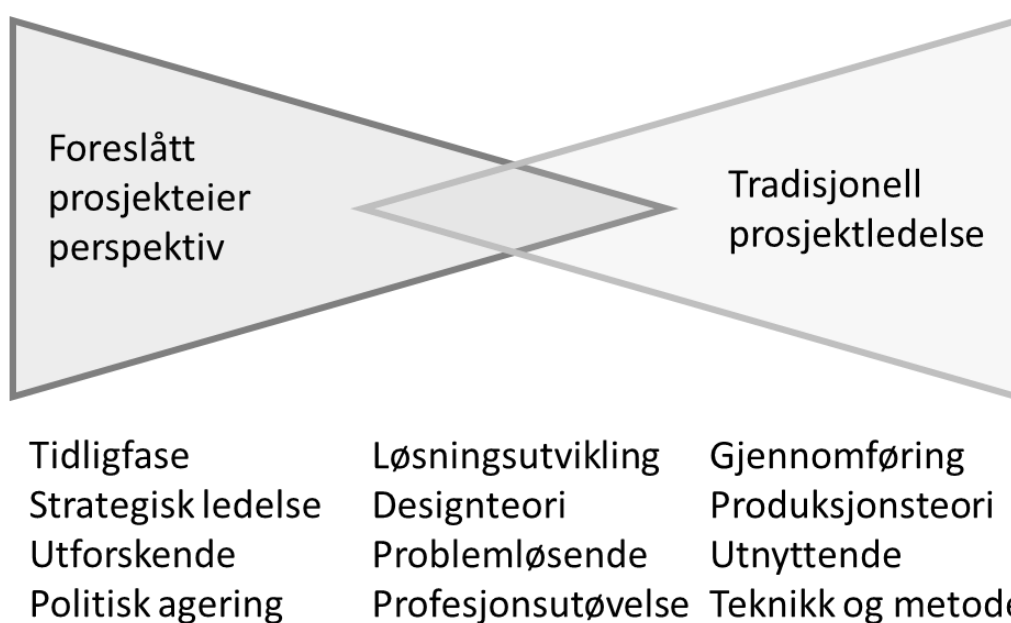 Foreslått
prosjekteier
perspektiv
Tradisjonell
prosjektledelse
Tidligfase
Strategisk ledelse
Utforskende
Politisk agering
Løsningsutvikling
Designteori
Problemløsende
Profesjonsutøvelse
Gjennomføring
Produksjonsteori
Utnyttende
Teknikk og metode